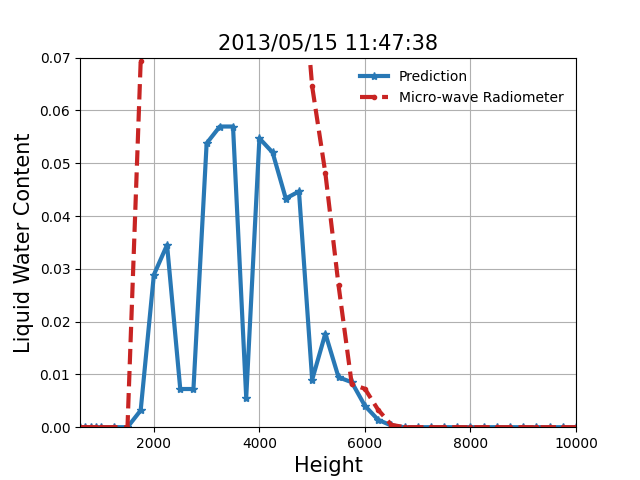 2013/05/15 11:47:38
Prediction
Micro-wave Radiometer
Liquid Water Content
0.07
0.06
0.05
0.04
0.03
0.02
0.01
0.00
2000 4000 6000 8000 10000
Height